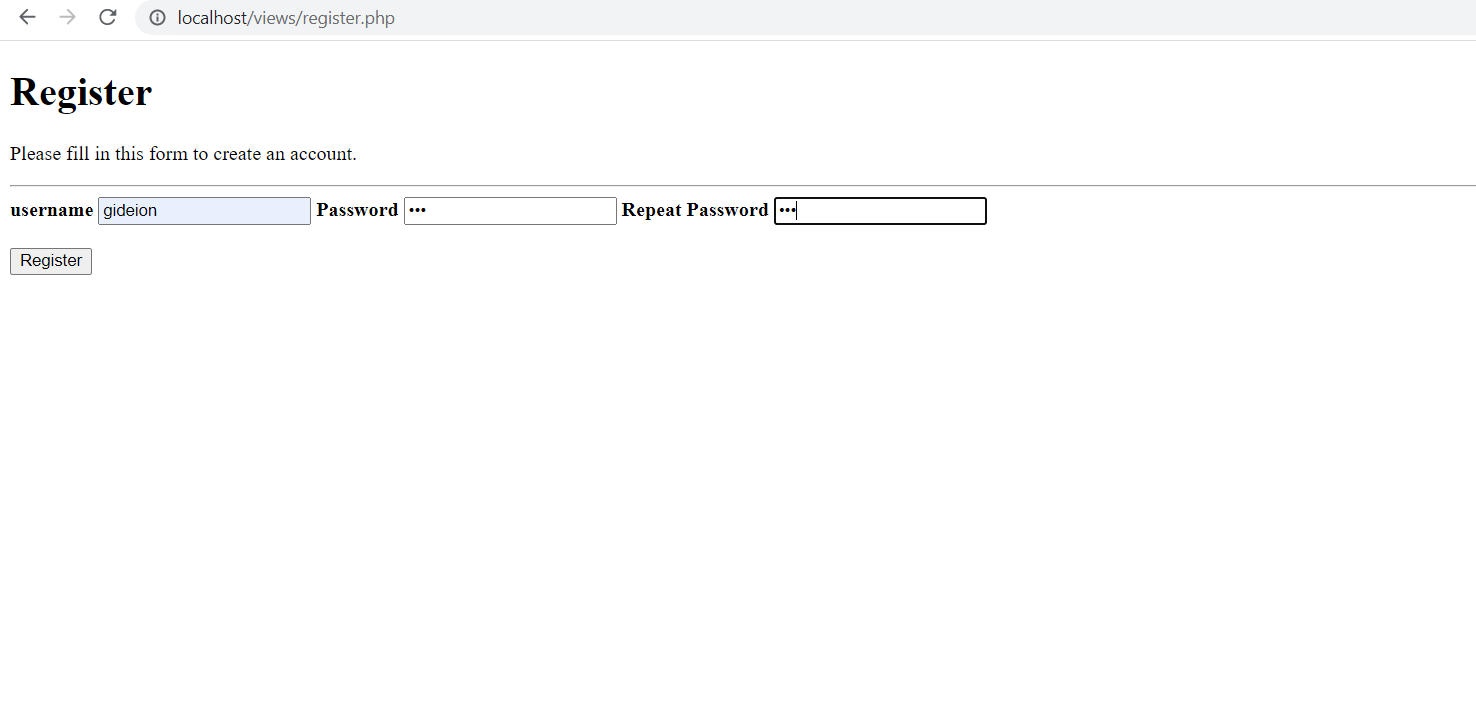 localhost/views/register.php
Register
Please fill in this form to create an account.
username gideion Password ••• Repeat Password •••
Register